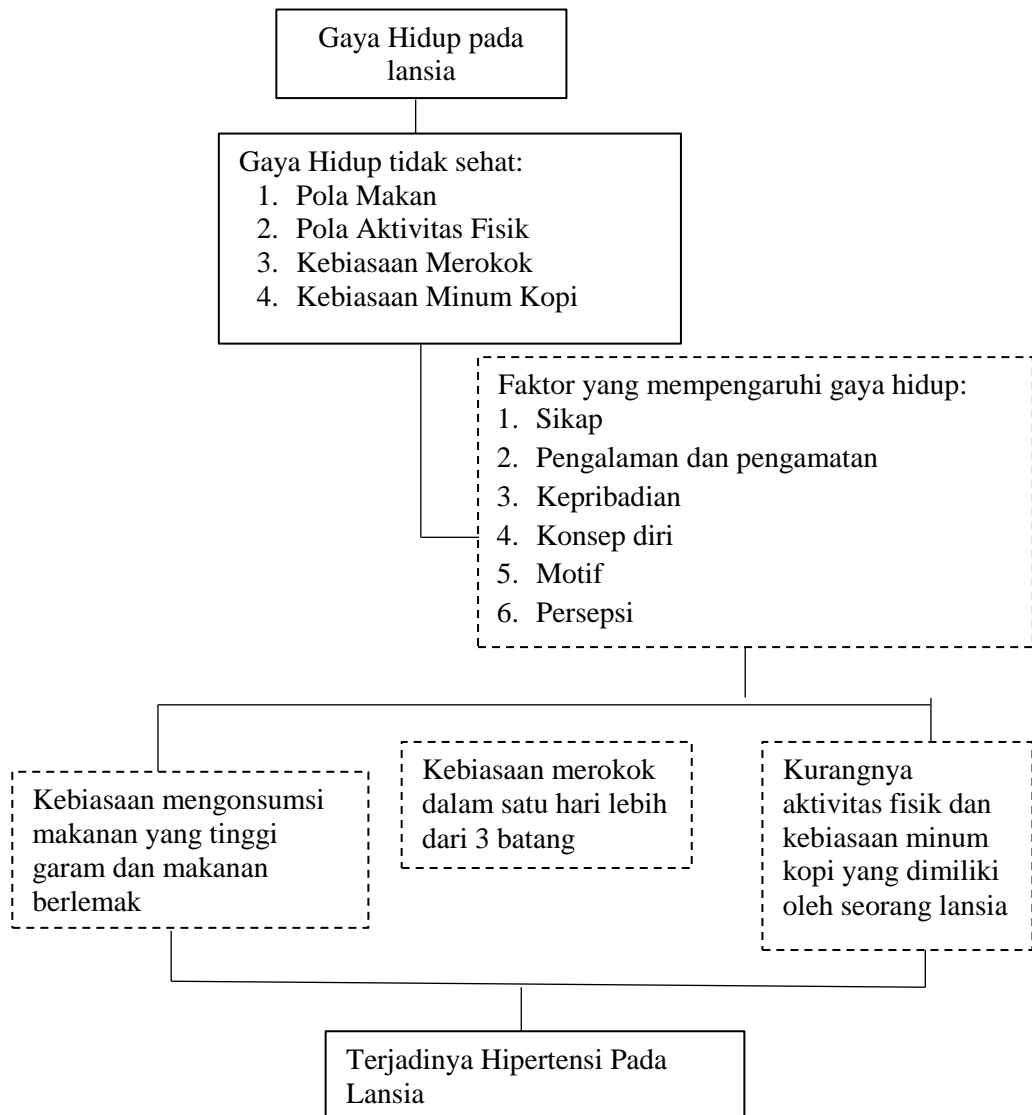 Gaya Hidup pada
lansia
Gaya Hidup tidak sehat:
1. Pola Makan
2. Pola Aktivitas Fisik
3. Kebiasaan Merokok
4. Kebiasaan Minum Kopi
Faktor yang mempengaruhi gaya hidup:
1. Sikap
2. Pengalaman dan pengamatan
3. Kepribadian
4. Konsep diri
5. Motif
6. Persepsi
Kebiasaan mengonsumsi
makanan yang tinggi
garam dan makanan
berlemak
Kebiasaan merokok
dalam satu hari lebih
dari 3 batang
Kurangnya
aktivitas fisik dan
kebiasaan minum
kopi yang dimiliki
oleh seorang lansia
Terjadinya Hipertensi Pada
Lansia